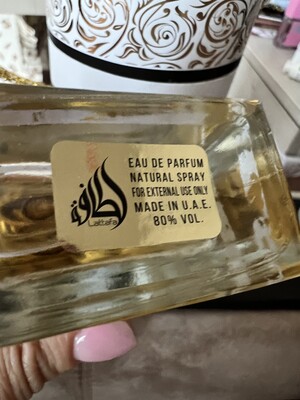 لطافة
Lattafa
EAU DE PARFUM
NATURAL SPRAY
FOR EXTERNAL USE ONLY
MADE IN U.A.E.
80% VOL.